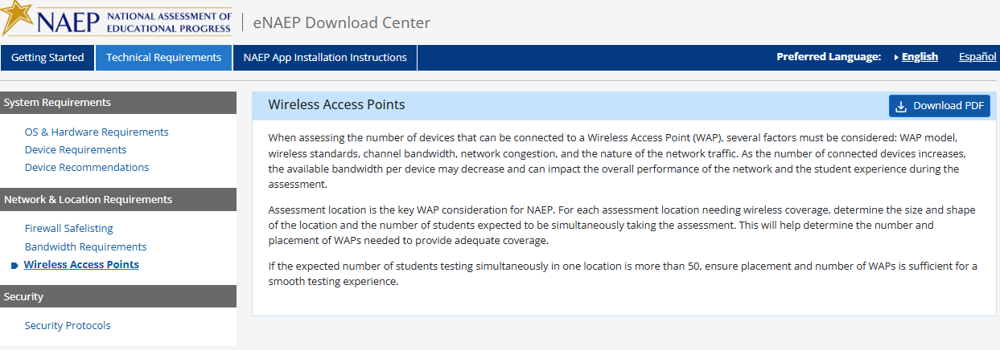 NAEP NATIONAL ASSESSMENT OF
EDUCATIONAL PROGRESS
eNAEP Download Center
Getting Started Technical Requirements NAEP App Installation Instructions Preferred Language: English Español
System Requirements
OS & Hardware Requirements
Device Requirements
Device Recommendations
Network & Location Requirements
Firewall Safelisting
Bandwidth Requirements
Wireless Access Points
Security
Security Protocols
Wireless Access Points
Download PDF
When assessing the number of devices that can be connected to a Wireless Access Point (WAP), several factors must be considered: WAP model,
wireless standards, channel bandwidth, network congestion, and the nature of the network traffic. As the number of connected devices increases,
the available bandwidth per device may decrease and can impact the overall performance of the network and the student experience during the
assessment.
Assessment location is the key WAP consideration for NAEP. For each assessment location needing wireless coverage, determine the size and shape
of the location and the number of students expected to be simultaneously taking the assessment. This will help determine the number and
placement of WAPs needed to provide adequate coverage.
If the expected number of students testing simultaneously in one location is more than 50, ensure placement and number of WAPs is sufficient for a
smooth testing experience.